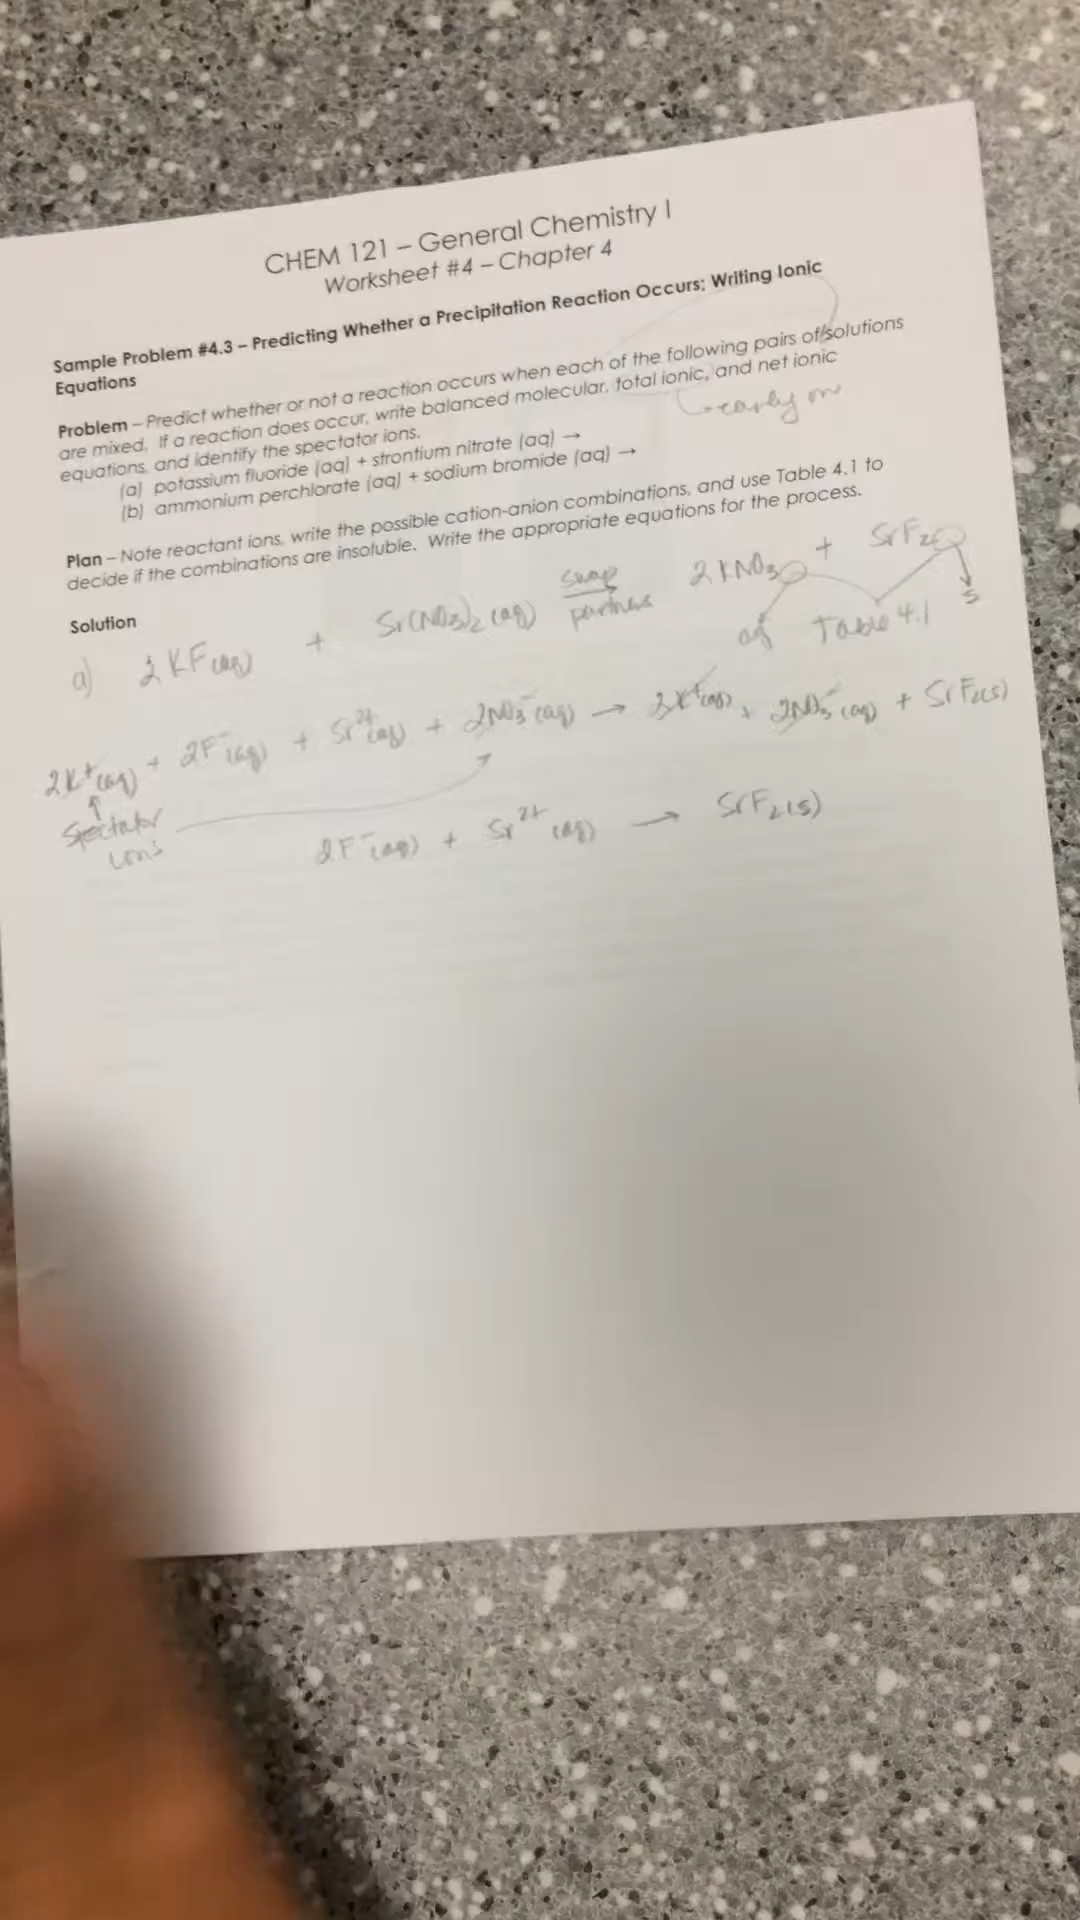 CHEM 121 – General Chemistry I
Worksheet #4 – Chapter 4
Sample Problem #4.3 – Predicting Whether a Precipitation Reaction Occurs; Writing Ionic
Equations
Problem – Predict whether or not a reaction occurs when each of the following pairs of solutions
are mixed. If a reaction does occur, write balanced molecular, total ionic, and net ionic
equations, and identify the spectator ions.
(a) potassium fluoride (aq) + strontium nitrate (aq) →
(b) ammonium perchlorate (aq) + sodium bromide (aq) →
Plan – Note reactant ions, write the possible cation-anion combinations, and use Table 4.1 to
decide if the combinations are insoluble. Write the appropriate equations for the process.
Solution
a) 2KF(aq) + Sr(NO₃)₂(aq) swap partners 2KNO₃ + SrF₂
aq Table 4.1 s
2K⁺(aq) + 2F⁻(aq) + Sr²⁺(aq) + 2NO₃⁻(aq) → 2K⁺(aq) + 2NO₃⁻(aq) + SrF₂(s)
Spectator
ions
2F⁻(aq) + Sr²⁺(aq) → SrF₂(s)